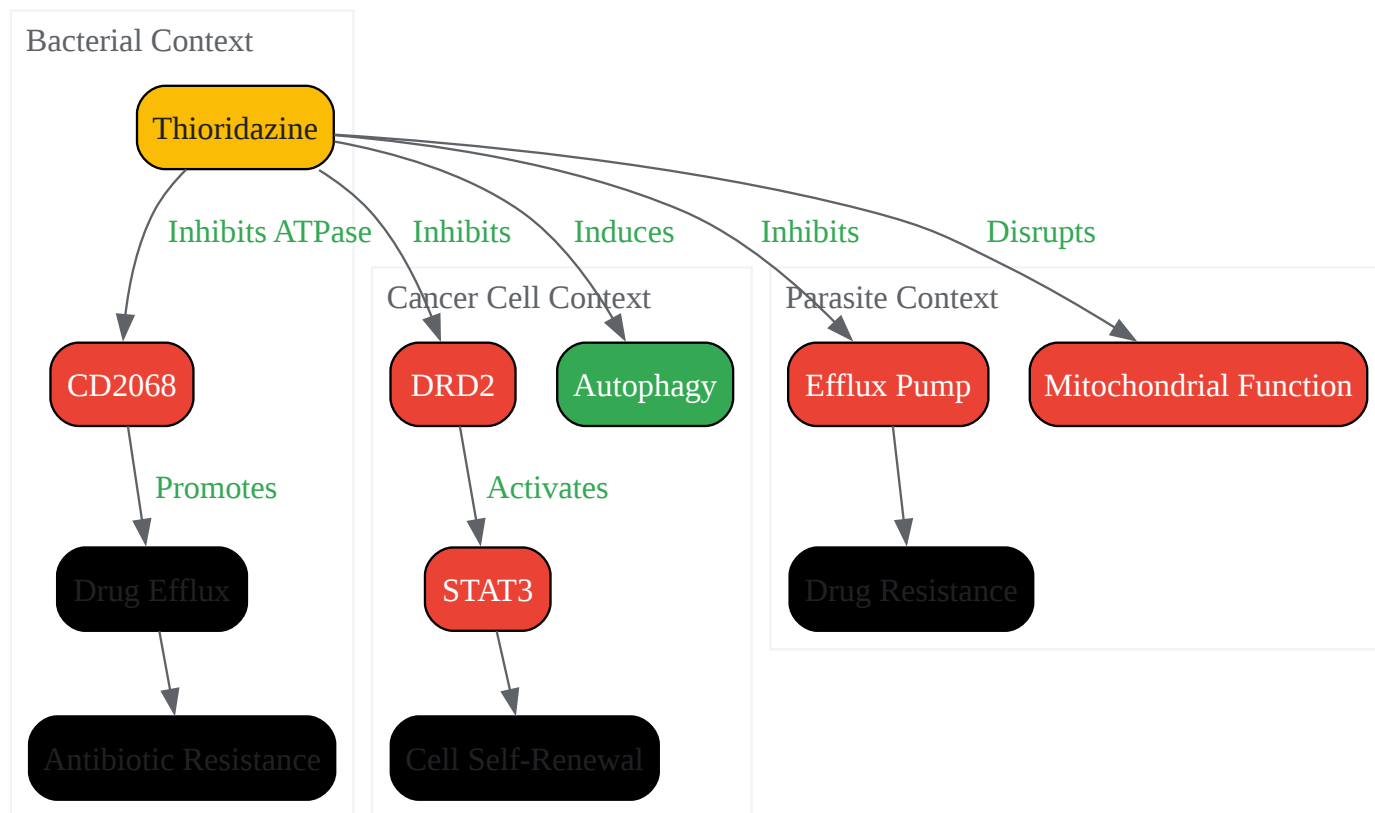 Bacterial Context
Thioridazine
Inhibits ATPase
Inhibits
Induces
Inhibits
Disrupts
Cancer Cell Context
Parasite Context
CD2068
DRD2
Autophagy
Efflux Pump
Mitochondrial Function
Promotes
Activates
Drug Efflux
STAT3
Drug Resistance
Antibiotic Resistance
Cell Self-Renewal